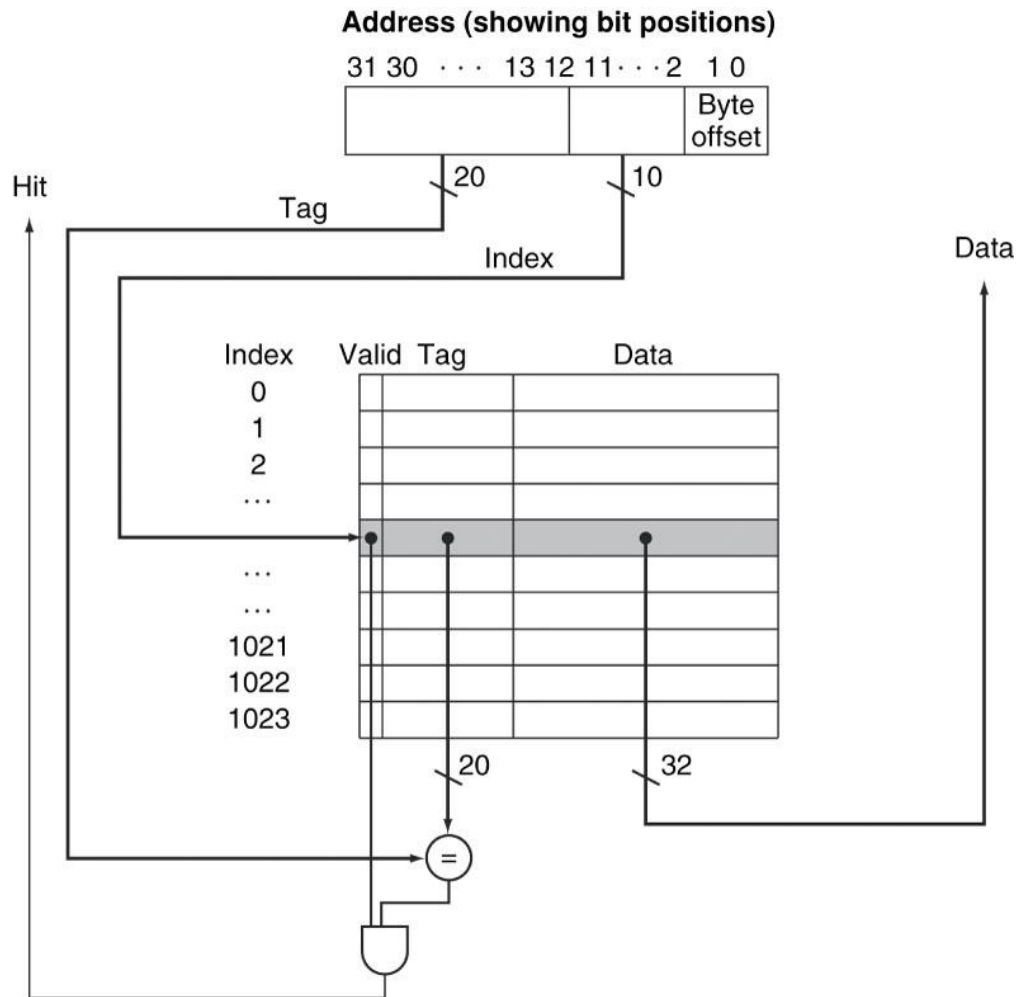 Address (showing bit positions)
31 30 · · · 13 12 11 · · · 2 1 0
Byte
offset
20
10
Hit
Tag
Index
Data
Index Valid Tag Data
0
1
2
...
...
...
1021
1022
1023
20
32
=